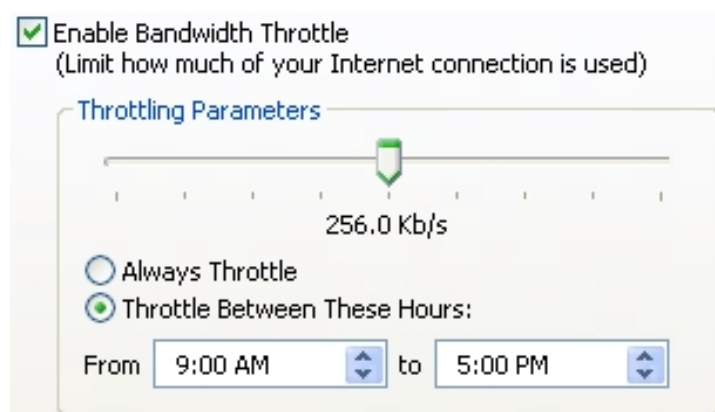 Enable Bandwidth Throttle
(Limit how much of your Internet connection is used)
Throttling Parameters
256.0 Kb/s
Always Throttle
Throttle Between These Hours:
From 9:00 AM to 5:00 PM